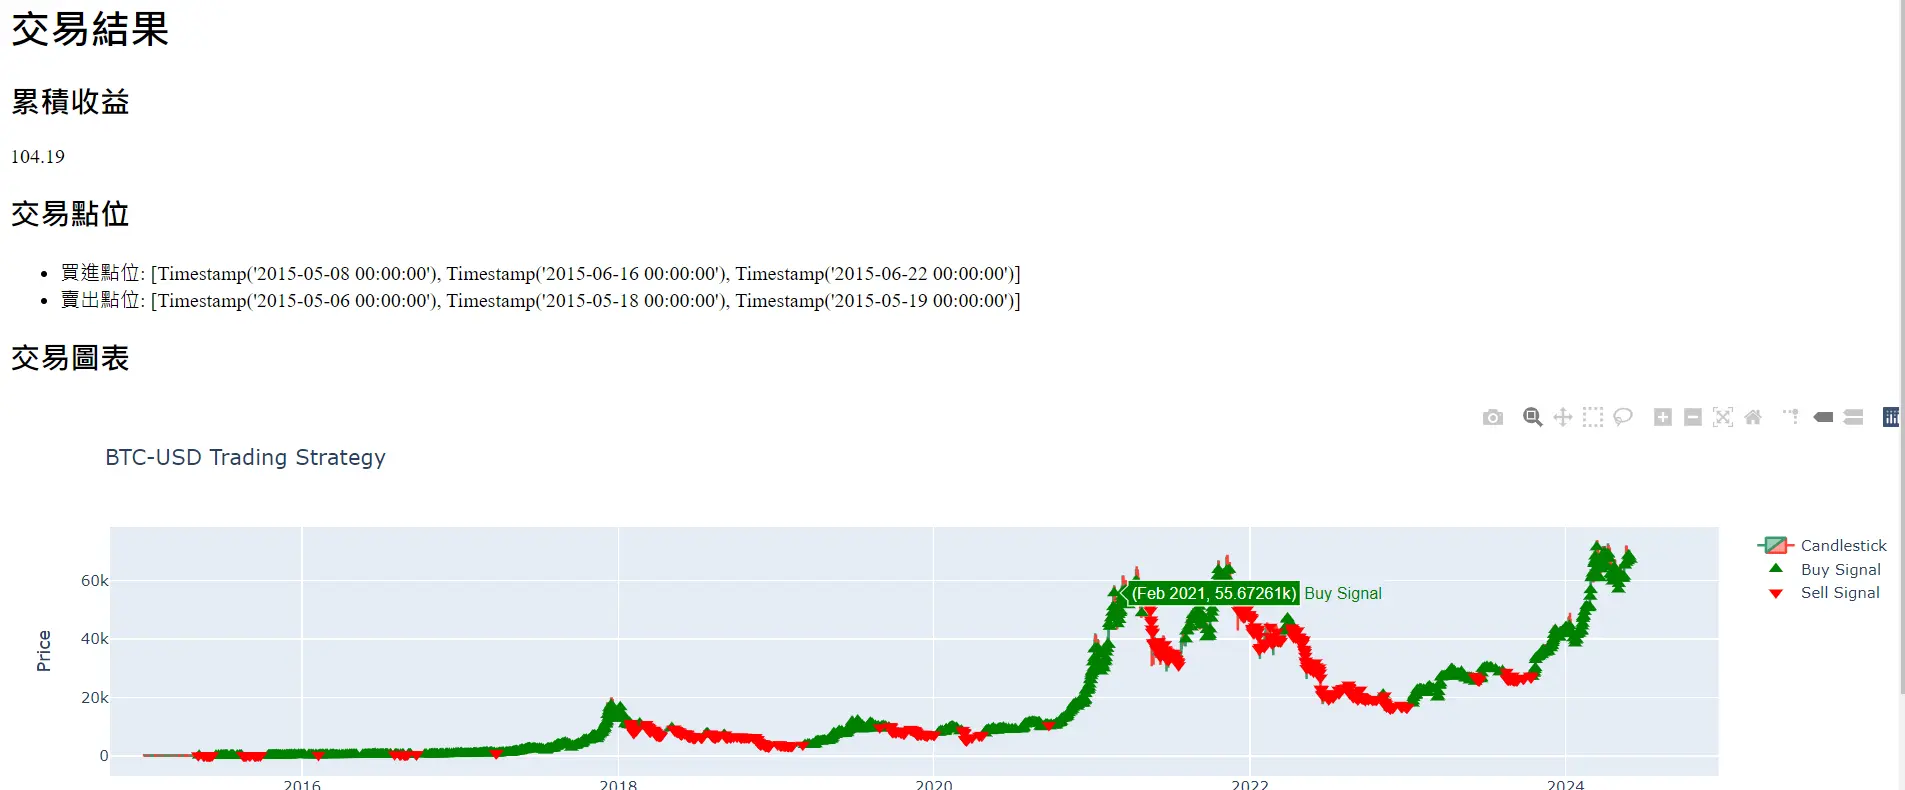 交易結果
累積收益
104.19
交易點位
買進點位: [Timestamp('2015-05-08 00:00:00'), Timestamp('2015-06-16 00:00:00'), Timestamp('2015-06-22 00:00:00')]
賣出點位: [Timestamp('2015-05-06 00:00:00'), Timestamp('2015-05-18 00:00:00'), Timestamp('2015-05-19 00:00:00')]
交易圖表
BTC-USD Trading Strategy
Candlestick
Buy Signal
Sell Signal
(Feb 2021, 55.67261k) Buy Signal
Price
60k
40k
20k
0
2016 2018 2020 2022 2024